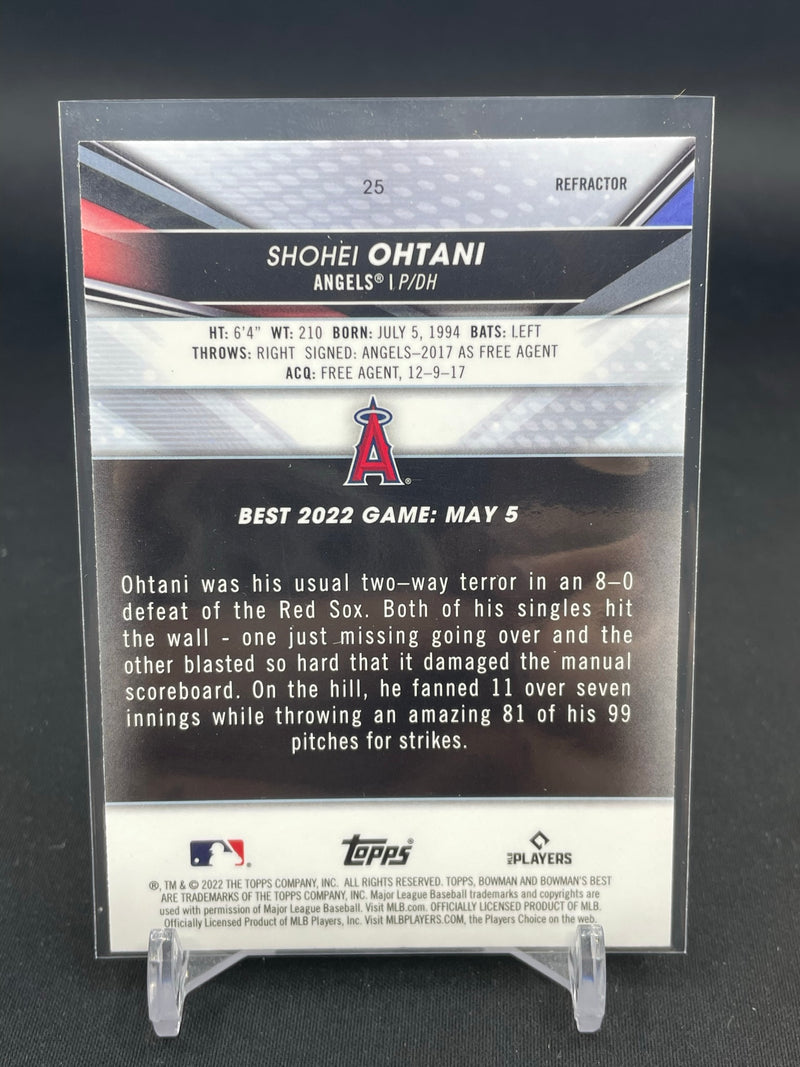 25
REFRACTOR
SHOHEI OHTANI
ANGELS® | P/DH
HT: 6'4" WT: 210 BORN: JULY 5, 1994 BATS: LEFT
THROWS: RIGHT SIGNED: ANGELS–2017 AS FREE AGENT
ACQ: FREE AGENT, 12–9–17
A®
BEST 2022 GAME: MAY 5
Ohtani was his usual two–way terror in an 8–0
defeat of the Red Sox. Both of his singles hit
the wall - one just missing going over and the
other blasted so hard that it damaged the manual
scoreboard. On the hill, he fanned 11 over seven
innings while throwing an amazing 81 of his 99
pitches for strikes.
® topps® MLB PLAYERS
®, TM & © 2022 THE TOPPS COMPANY, INC. ALL RIGHTS RESERVED. TOPPS, BOWMAN AND BOWMAN'S BEST
ARE TRADEMARKS OF THE TOPPS COMPANY, INC. Major League Baseball trademarks and copyrights are
used with permission of Major League Baseball. Visit MLB.com. OFFICIALLY LICENSED PRODUCT OF MLB.
Officially Licensed Product of MLB Players, Inc. Visit MLBPLAYERS.COM, the Players Choice on the web.